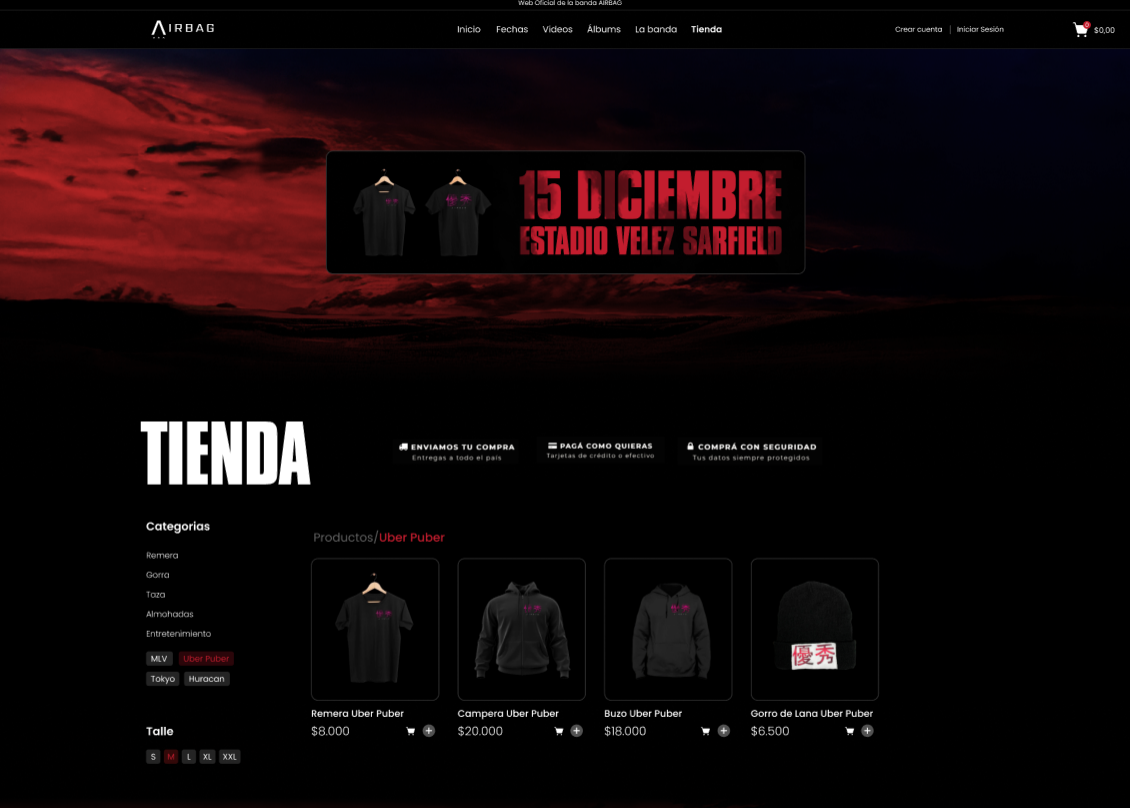 Web Oficial de la banda AIRBAG
AIRBAG
Inicio Fechas Videos Álbums La banda Tienda
Crear cuenta | Iniciar Sesión
0 $0,00
15 DICIEMBRE
ESTADIO VELEZ SARFIELD
TIENDA
ENVIAMOS TU COMPRA
Entregas a todo el país
PAGÁ COMO QUIERAS
Tarjetas de crédito o efectivo
COMPRÁ CON SEGURIDAD
Tus datos siempre protegidos
Categorias
Remera
Gorra
Taza
Almohadas
Entretenimiento
MLV Uber Puber
Tokyo Huracan
Talle
S M L XL XXL
Productos/Uber Puber
優秀
Remera Uber Puber
$8.000
Campera Uber Puber
$20.000
Buzo Uber Puber
$18.000
Gorro de Lana Uber Puber
$6.500